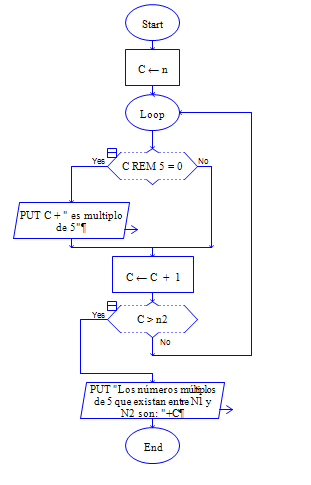 Start
C ← n
Loop
Yes
C REM 5 = 0
No
PUT C + " es multiplo
de 5"¶
C ← C + 1
Yes
C > n2
No
PUT "Los números múltiplos
de 5 que existan entre N1 y
N2 son: "+C¶
End